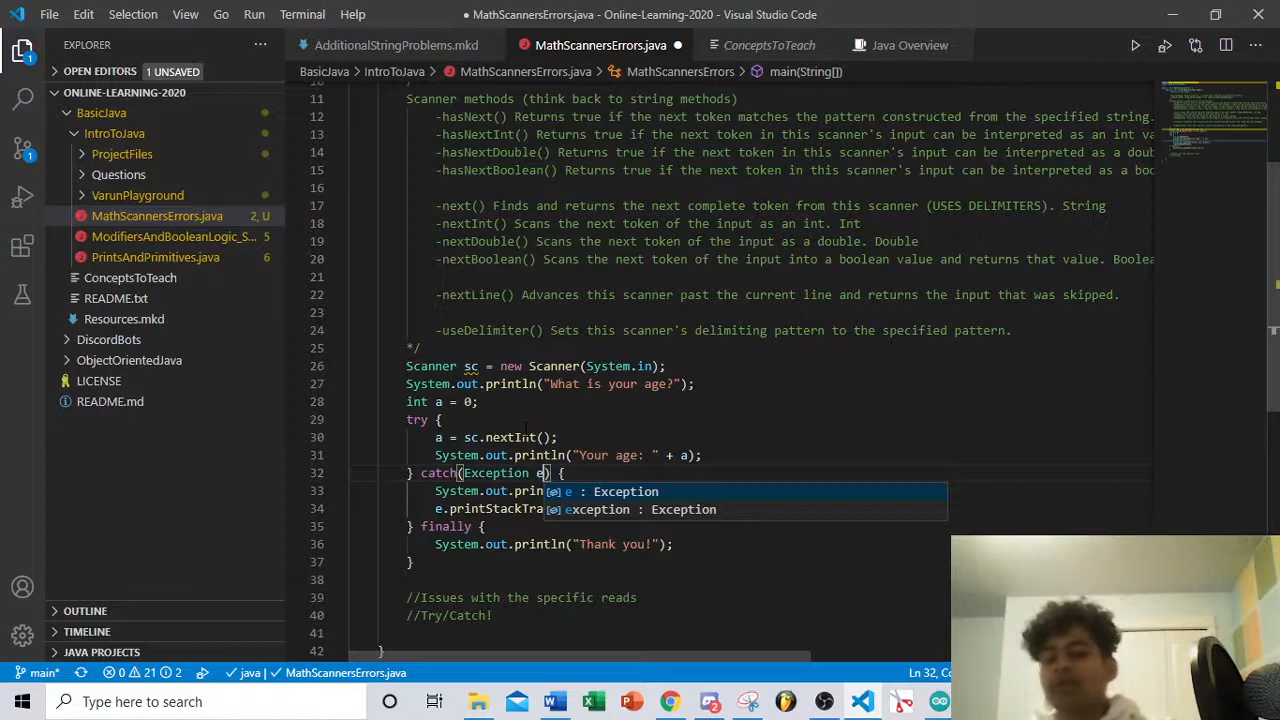 File Edit Selection View Go Run Terminal Help
● MathScannersErrors.java - Online-Learning-2020 - Visual Studio Code
EXPLORER
AdditionalStringProblems.mkd
MathScannersErrors.java ●
ConceptsToTeach
Java Overview
OPEN EDITORS 1 UNSAVED
BasicJava > IntroToJava > MathScannersErrors.java > MathScannersErrors > main(String[])
ONLINE-LEARNING-2020
BasicJava
IntroToJava
ProjectFiles
Questions
VarunPlayground
MathScannersErrors.java 2, U
ModifiersAndBooleanLogic_S... 5
PrintsAndPrimitives.java 6
ConceptsToTeach
README.txt
Resources.mkd
DiscordBots
ObjectOrientedJava
LICENSE
README.md
OUTLINE
TIMELINE
JAVA PROJECTS
1
1
11 Scanner methods (think back to string methods)
12 -hasNext() Returns true if the next token matches the pattern constructed from the specified string.
13 -hasNextInt() Returns true if the next token in this scanner's input can be interpreted as an int val
14 -hasNextDouble() Returns true if the next token in this scanner's input can be interpreted as a doub
15 -hasNextBoolean() Returns true if the next token in this scanner's input can be interpreted as a boo
16
17 -next() Finds and returns the next complete token from this scanner (USES DELIMITERS). String
18 -nextInt() Scans the next token of the input as an int. Int
19 -nextDouble() Scans the next token of the input as a double. Double
20 -nextBoolean() Scans the next token of the input into a boolean value and returns that value. Boolea
21
22 -nextLine() Advances this scanner past the current line and returns the input that was skipped.
23
24 -useDelimiter() Sets this scanner's delimiting pattern to the specified pattern.
25 */
26 Scanner sc = new Scanner(System.in);
27 System.out.println("What is your age?");
28 int a = 0;
29 try {
30 a = sc.nextInt();
31 System.out.println("Your age: " + a);
32 } catch(Exception e) {
33 System.out.prin
e : Exception
34 e.printStackTra
exception : Exception
35 } finally {
36 System.out.println("Thank you!");
37 }
38
39 //Issues with the specific reads
40 //Try/Catch!
41
42 }
main* 0 21 2 java MathScannersErrors.java
Ln 32, Co
Type here to search
2